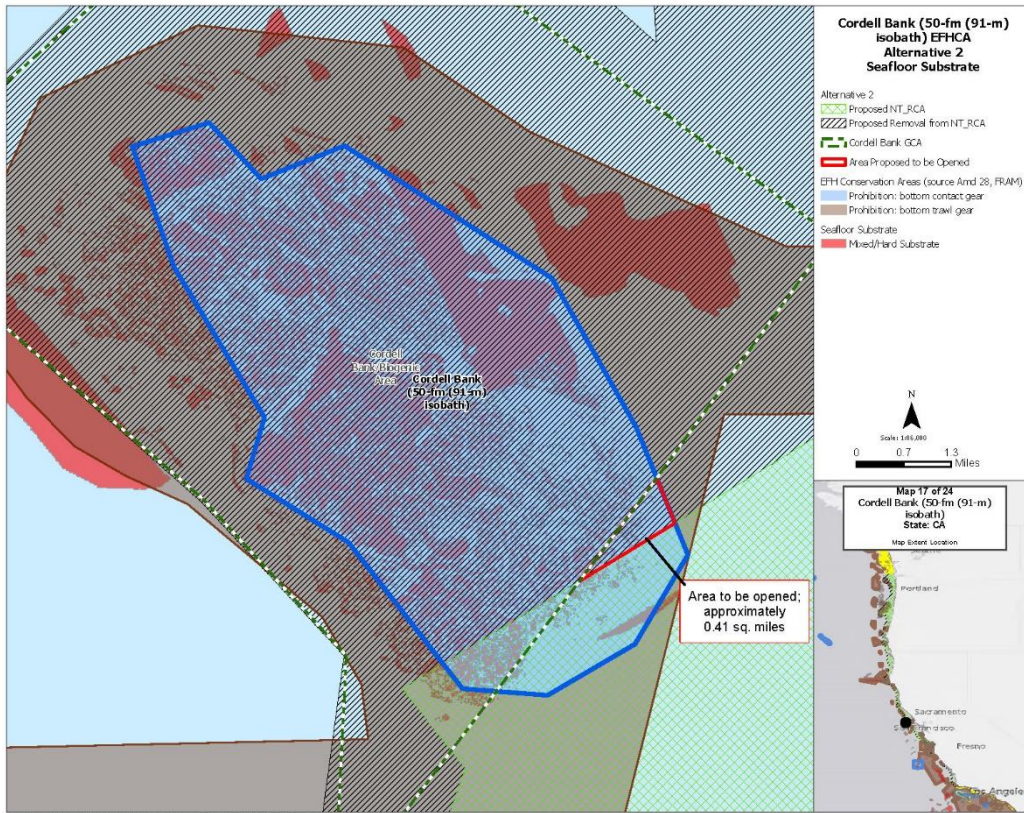 Cordell Bank (50-fm (91-m)
isobath) EFHCA
Alternative 2
Seafloor Substrate
Alternative 2
Proposed NT_RCA
Proposed Removal from NT_RCA
Cordell Bank GCA
Area Proposed to be Opened
EFH Conservation Areas (source Amd 28, FRAM)
Prohibition: bottom contact gear
Prohibition: bottom trawl gear
Seafloor Substrate
Mixed/Hard Substrate
Cordell
Area
Cordell Bank
(50-fm (91-m)
isobath)
Area to be opened;
approximately
0.41 sq. miles
N
Scale: 1:86,000
0 0.7 1.3
Miles
Map 17 of 24
Cordell Bank (50-fm (91-m)
isobath)
State: CA
Map Extent Location
Portland
Sacramento
Fresno